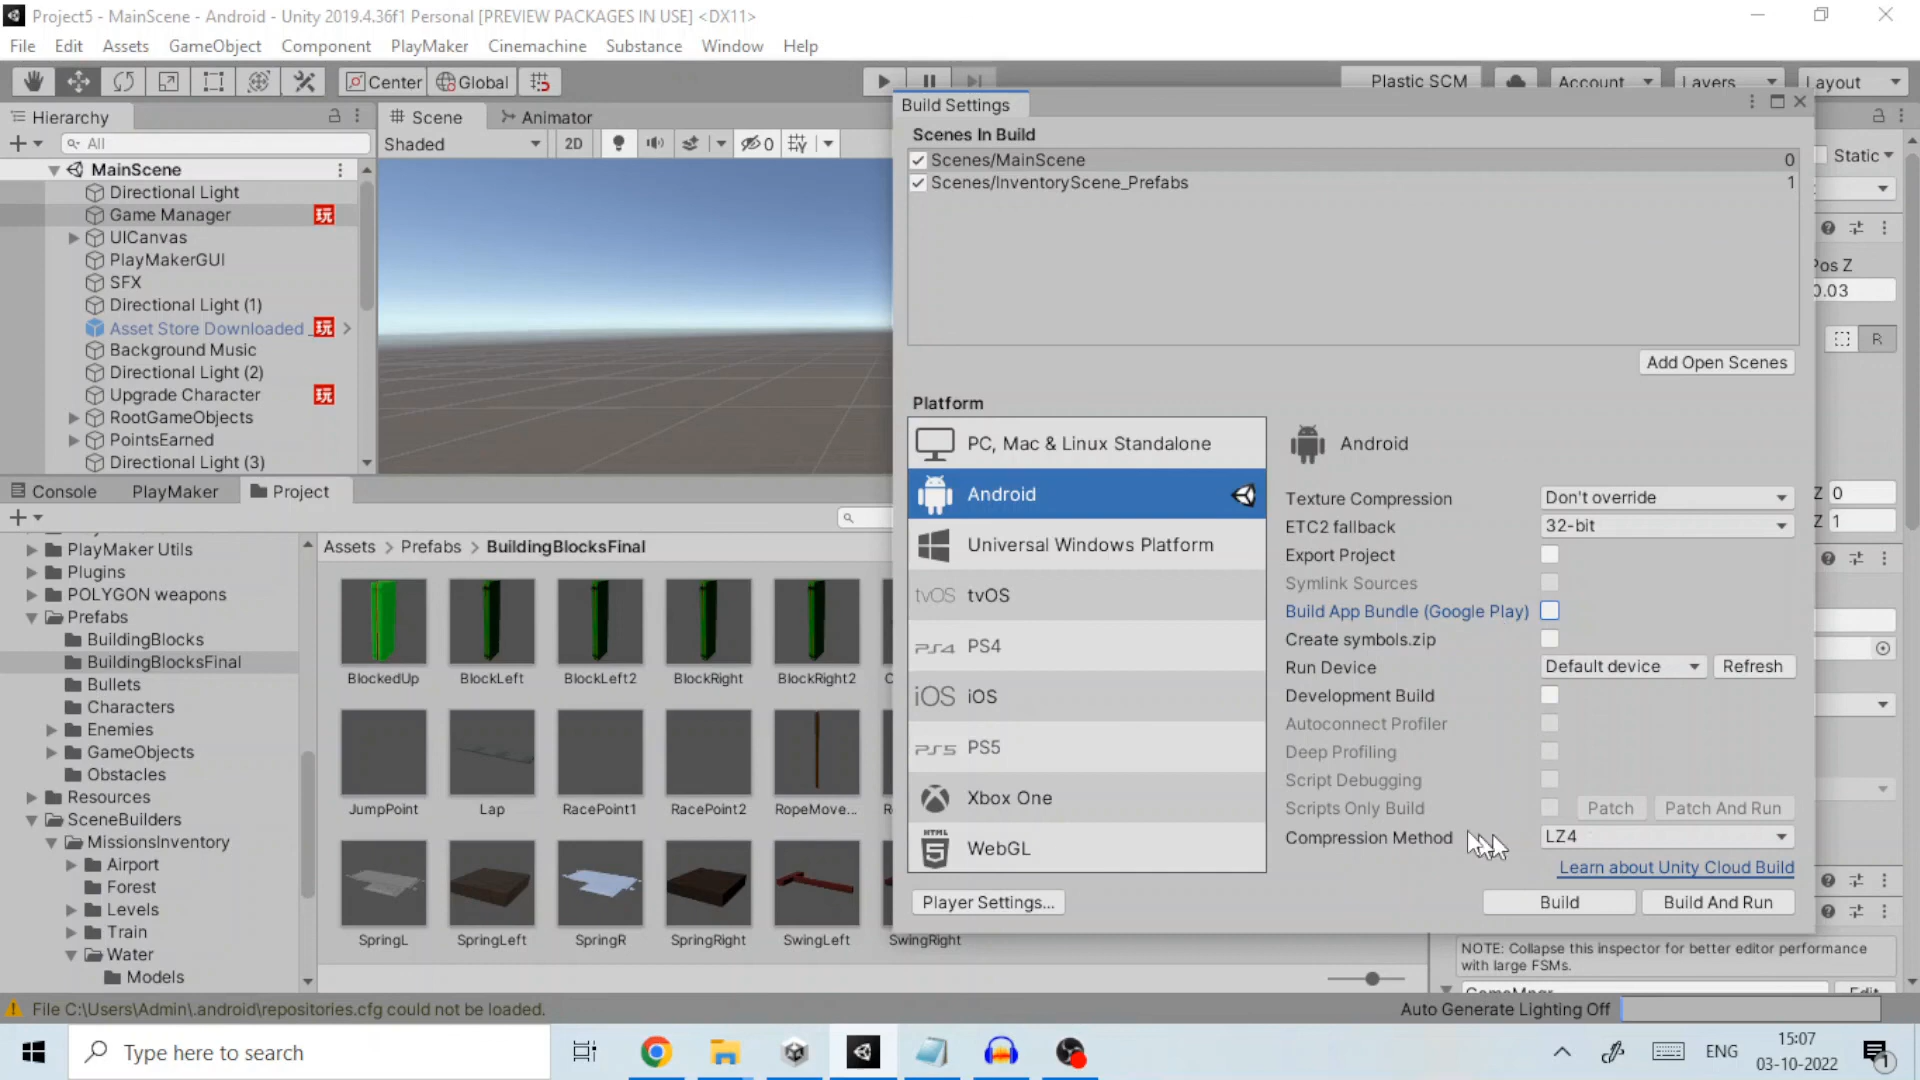 Project5 - MainScene - Android - Unity 2019.4.36f1 Personal [PREVIEW PACKAGES IN USE] <DX11>
File Edit Assets GameObject Component PlayMaker Cinemachine Substance Window Help
Center Global Plastic SCM Account Layers Layout
Hierarchy
All
MainScene
Directional Light
Game Manager 玩
UICanvas
PlayMakerGUI
SFX
Directional Light (1)
Asset Store Downloaded 玩
Background Music
Directional Light (2)
Upgrade Character 玩
RootGameObjects
PointsEarned
Directional Light (3)
Scene Animator
Shaded 2D 0
Build Settings
Scenes In Build
Scenes/MainScene 0
Scenes/InventoryScene_Prefabs 1
Add Open Scenes
Platform
PC, Mac & Linux Standalone
Android
Universal Windows Platform
tvOS tvOS
PS4 PS4
iOS iOS
PS5 PS5
Xbox One
HTML 5 WebGL
Player Settings...
Android
Texture Compression Don't override
ETC2 fallback 32-bit
Export Project
Symlink Sources
Build App Bundle (Google Play)
Create symbols.zip
Run Device Default device Refresh
Development Build
Autoconnect Profiler
Deep Profiling
Script Debugging
Scripts Only Build Patch Patch And Run
Compression Method LZ4
Learn about Unity Cloud Build
Build Build And Run
Static
Pos Z
0.03
R
Z 0
Z 1
Console PlayMaker Project
PlayMaker Utils
Plugins
POLYGON weapons
Prefabs
BuildingBlocks
BuildingBlocksFinal
Bullets
Characters
Enemies
GameObjects
Obstacles
Resources
SceneBuilders
MissionsInventory
Airport
Forest
Levels
Train
Water
Models
Assets > Prefabs > BuildingBlocksFinal
BlockedUp BlockLeft BlockLeft2 BlockRight BlockRight2
JumpPoint Lap RacePoint1 RacePoint2 RopeMove...
SpringL SpringLeft SpringR SpringRight SwingLeft SwingRight
NOTE: Collapse this inspector for better editor performance
with large FSMs.
File C:\Users\Admin\.android\repositories.cfg could not be loaded.
Auto Generate Lighting Off
Type here to search
ENG
15:07
03-10-2022
1